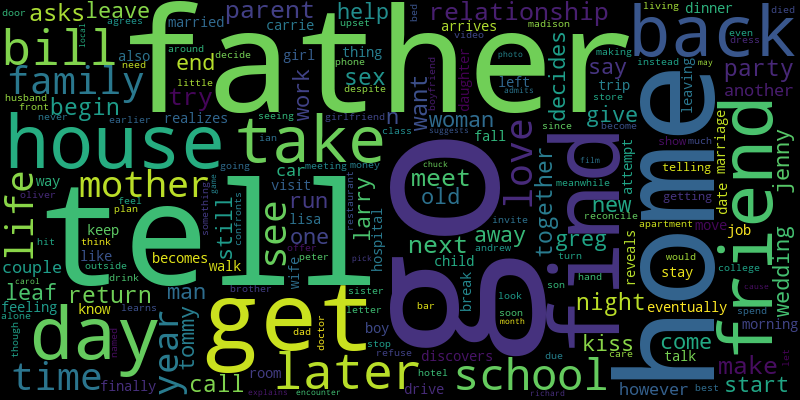 door
asks
leave
agrees
married
parent
carrie
help
relationship
back
living
dinner
died
bill
local
need
also
upset
girl
thing
bed
arrives
madison
video
even
dress
father
around
decide
phone
end
sex
making
say
party
family
husband
front
little
realizes
work
despite
want
boyfriend
daughter
photo
admits
left
decides
trip
store
instead
may
leaving
another
begin
try
never
earlier
seeing
girlfriend
woman
since
become
give
house
take
ian
class
suggests
fall
love
attempt
show
much
home
friend
going
car
meeting
money
chuck
film
telling
jenny
way
oliver
life
mother
visit
restaurant
meet
old
meanwhile
new
getting
date
marriage
feel
plan
something
game
run
larry
invite
together
reconcile
hit
keep
tell
confronts
still
see
lisa
one
hospital
next
away
andrew
greg
turn
apartment
move
job
wedding
think
like
outside
becomes
walk
offer
peter
wife
pick
go
find
reveals
would
couple
carol
drink
brother
sister
child
break
son
hand
stay
college
leaf
return
man
get
letter
look
night
eventually
feeling
alone
know
learns
day
year
tommy
dad
doctor
boy
bar
soon
month
kiss
come
spend
morning
cause
though
named
stop
refuse
discovers
due
care
talk
make
let
time
finally
call
room
later
hotel
drive
school
however
best
start
explains
encounter
richard